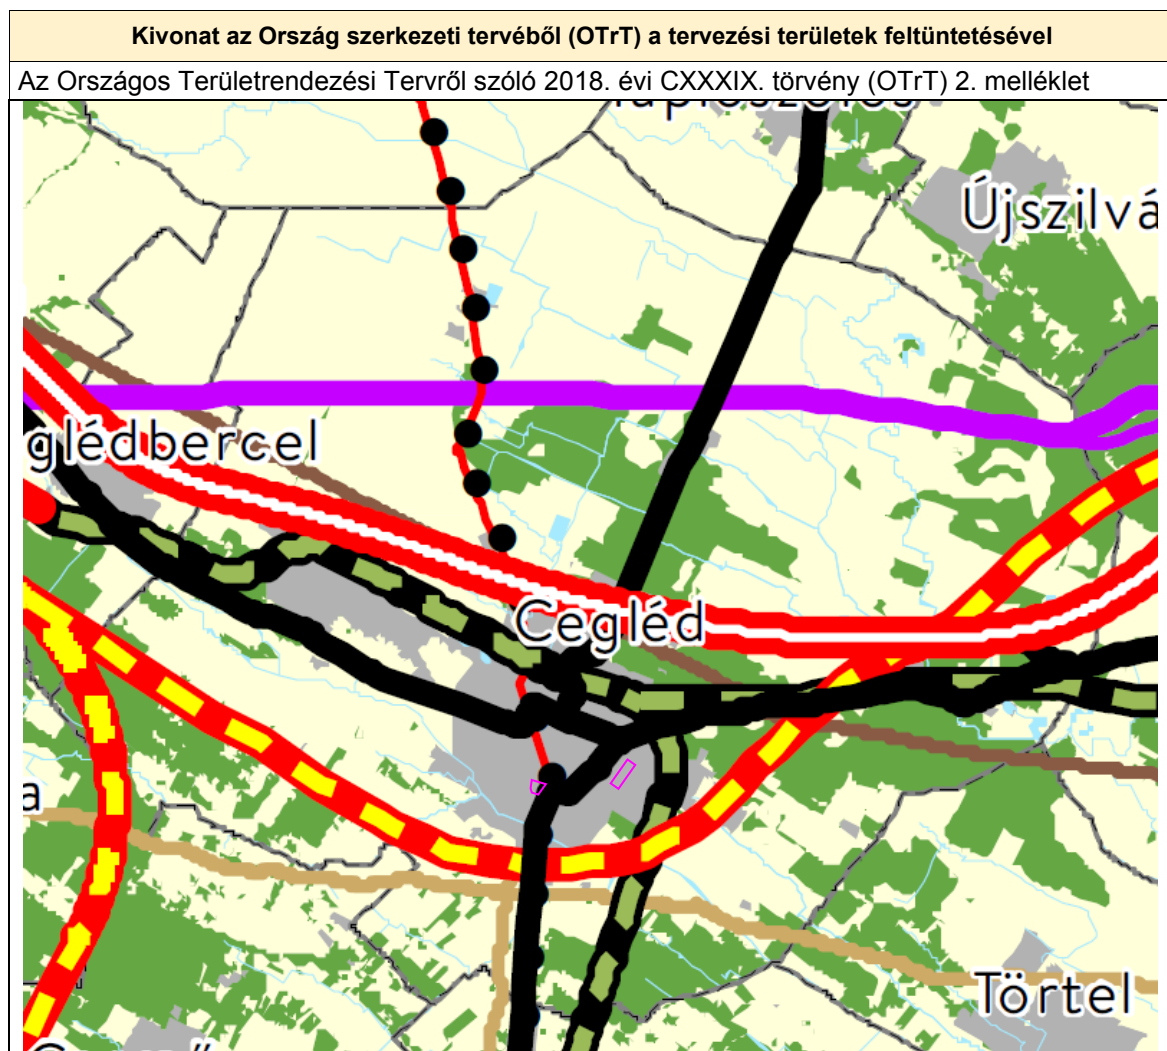 Kivonat az Ország szerkezeti tervéből (OTrT) a tervezési területek feltüntetésével
Az Országos Területrendezési Tervről szóló 2018. évi CXXXIX. törvény (OTrT) 2. melléklet
Újszilvá
glédbercel
Cegléd
a
Törtel